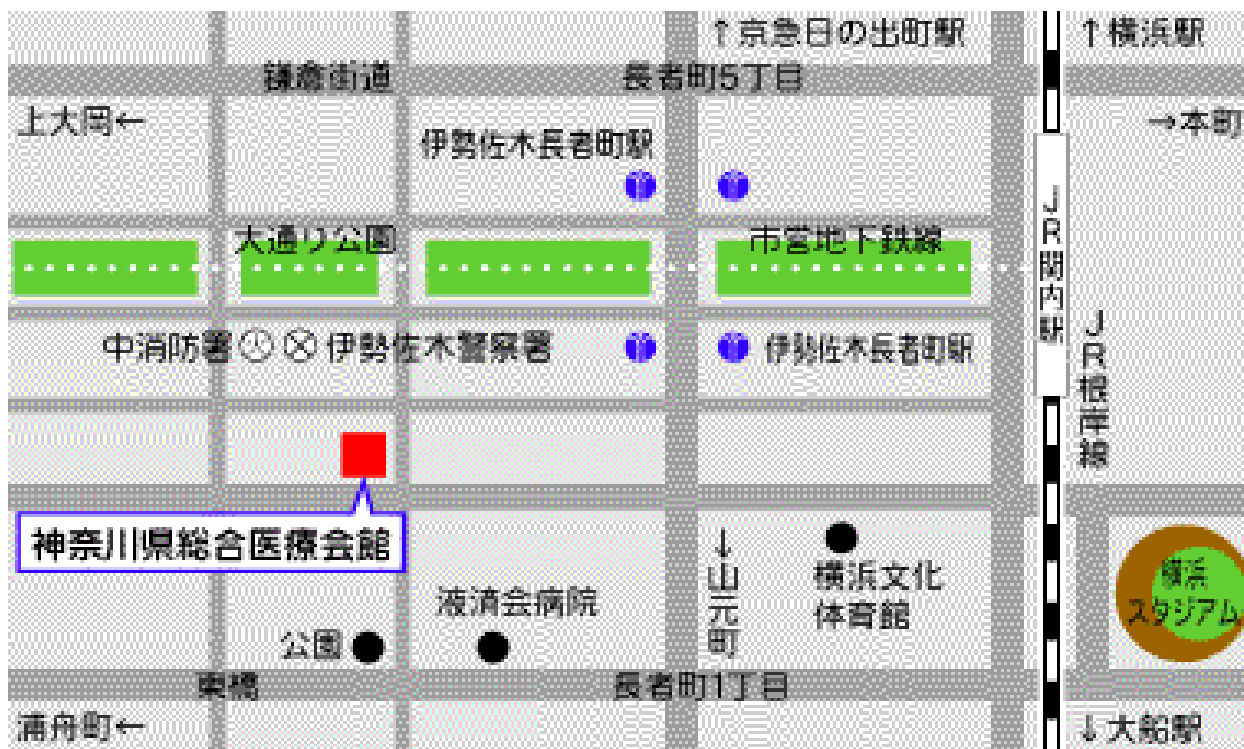 ↑京急日の出町駅
↑横浜駅
鎌倉街道
長者町5丁目
上大岡←
→本町
伊勢佐木長者町駅
JR関内駅
大通り公園
市営地下鉄線
JR根岸線
中消防署
伊勢佐木警察署
伊勢佐木長者町駅
神奈川県総合医療会館
↓山元町
横浜文化
体育館
横浜
スタジアム
液済会病院
公園
東橋
長者町1丁目
浦舟町←
↓大船駅